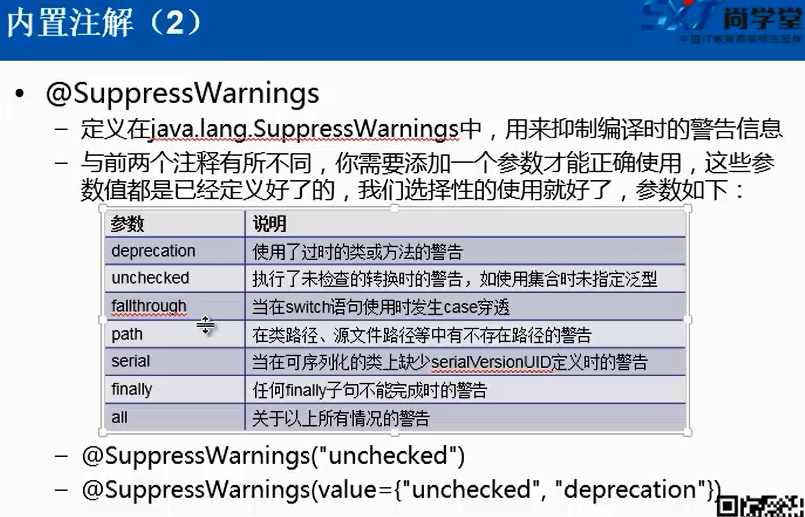 内置注解（2）
SXT 尚学堂
中国IT教育高端领先品牌
• @SuppressWarnings
– 定义在java.lang.SuppressWarnings中，用来抑制编译时的警告信息
– 与前两个注释有所不同，你需要添加一个参数才能正确使用，这些参
数值都是已经定义好了的，我们选择性的使用就好了，参数如下：
参数 说明
deprecation 使用了过时的类或方法的警告
unchecked 执行了未检查的转换时的警告，如使用集合时未指定泛型
fallthrough 当在switch语句使用时发生case穿透
path 在类路径、源文件路径等中有不存在路径的警告
serial 当在可序列化的类上缺少serialVersionUID定义时的警告
finally 任何finally子句不能完成时的警告
all 关于以上所有情况的警告
– @SuppressWarnings("unchecked")
– @SuppressWarnings(value={"unchecked", "deprecation"})